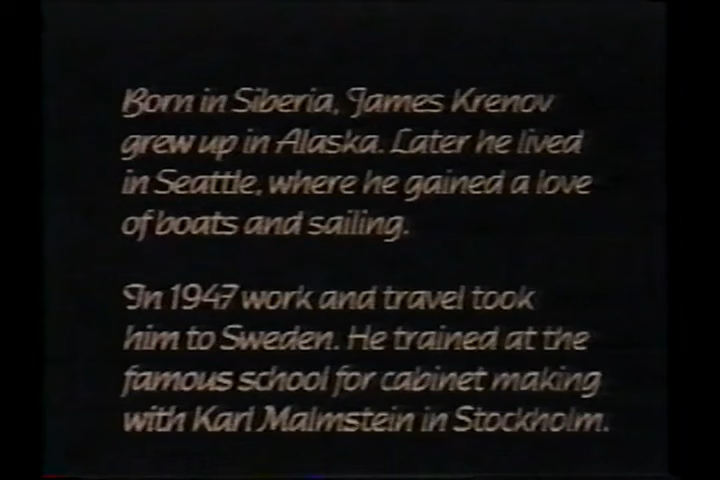 Born in Siberia, James Krenov
grew up in Alaska. Later he lived
in Seattle, where he gained a love
of boats and sailing.
In 1947 work and travel took
him to Sweden. He trained at the
famous school for cabinet making
with Karl Malmstein in Stockholm.